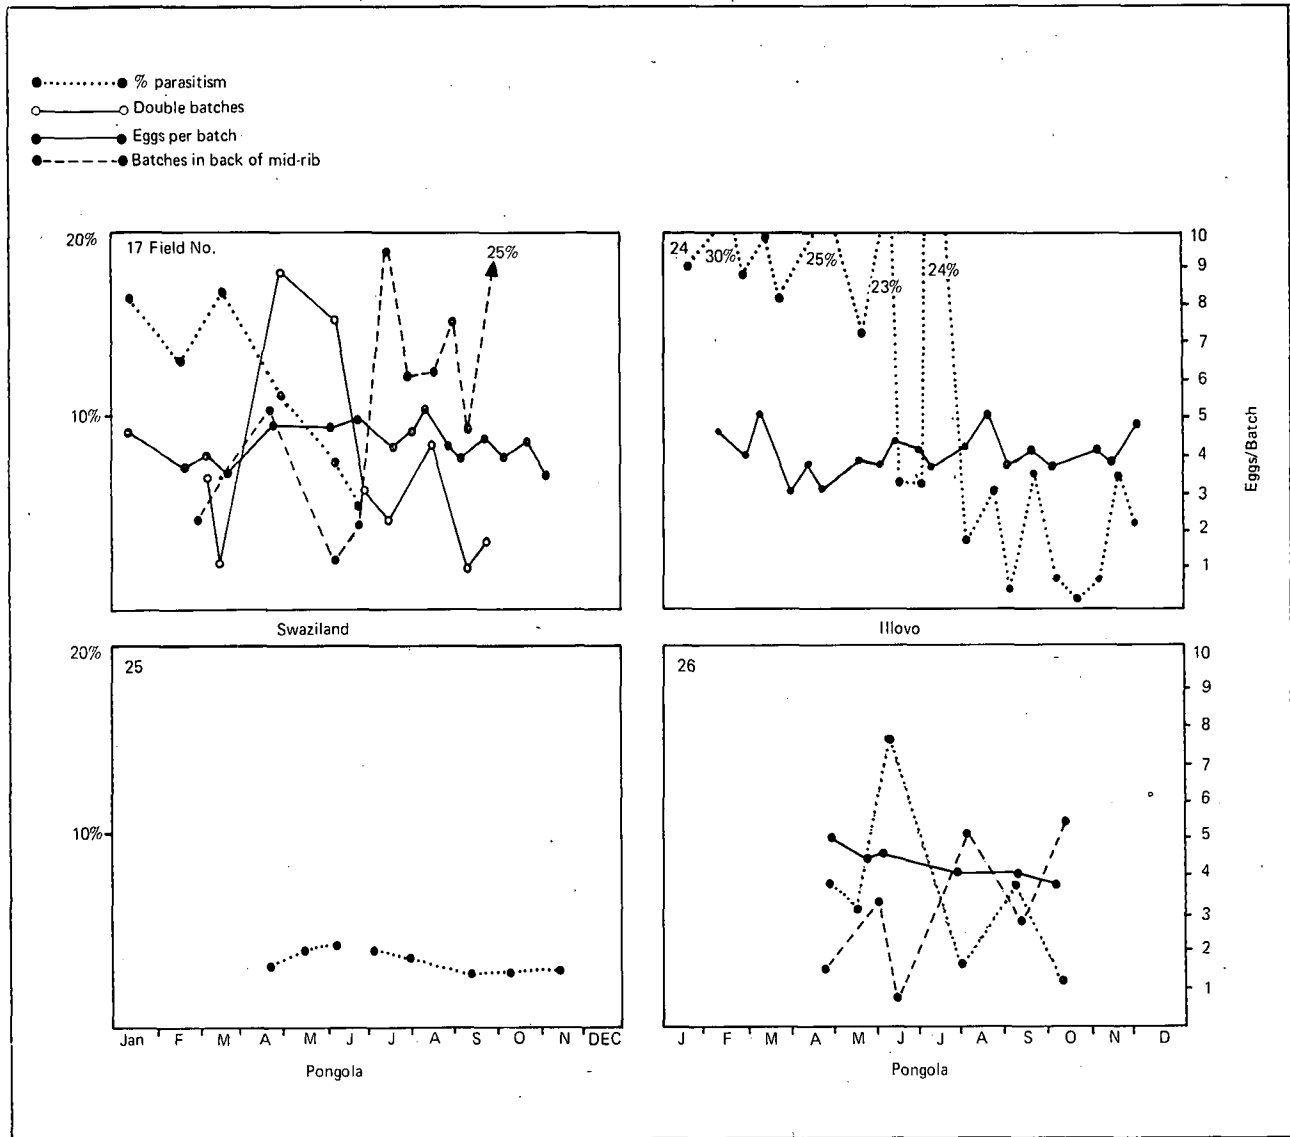 % parasitism
Double batches
Eggs per batch
Batches in back of mid-rib
20%
17 Field No.
25%
10%
Swaziland
24
30%
25%
23%
24%
10
9
8
7
6
5
4
3
2
1
Eggs/Batch
Illovo
20%
25
10%
Jan F M A M J J A S O N DEC
Pongola
26
10
9
8
7
6
5
4
3
2
1
J F M A M J J A S O N D
Pongola